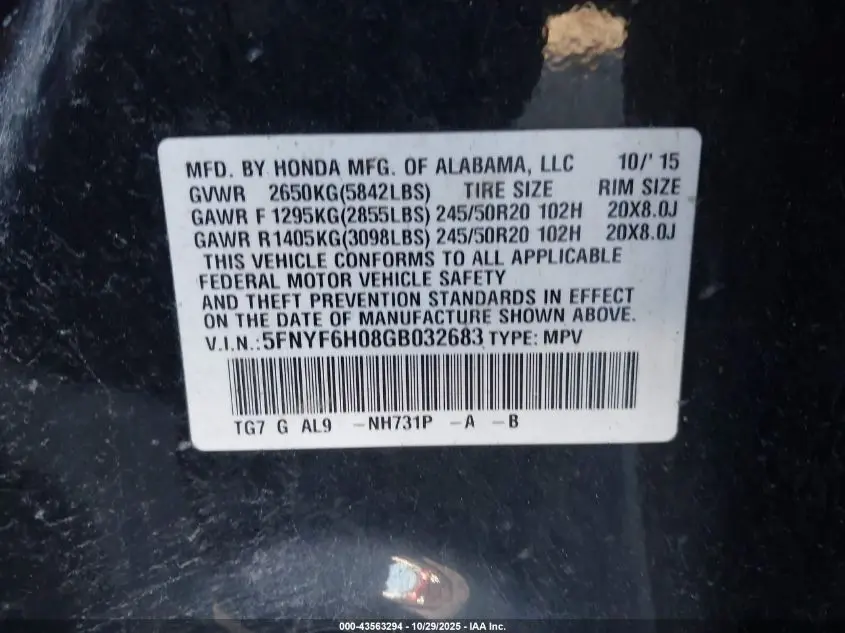 MFD. BY HONDA MFG. OF ALABAMA, LLC 10/' 15
GVWR 2650KG(5842LBS) TIRE SIZE RIM SIZE
GAWR F 1295KG(2855LBS) 245/50R20 102H 20X8.0J
GAWR R1405KG(3098LBS) 245/50R20 102H 20X8.0J
THIS VEHICLE CONFORMS TO ALL APPLICABLE
FEDERAL MOTOR VEHICLE SAFETY
AND THEFT PREVENTION STANDARDS IN EFFECT
ON THE DATE OF MANUFACTURE SHOWN ABOVE.
V.I.N.:5FNYF6H08GB032683 TYPE: MPV
TG7 G AL9 -NH731P -A -B
000-43563294 - 10/29/2025 - IAA Inc.